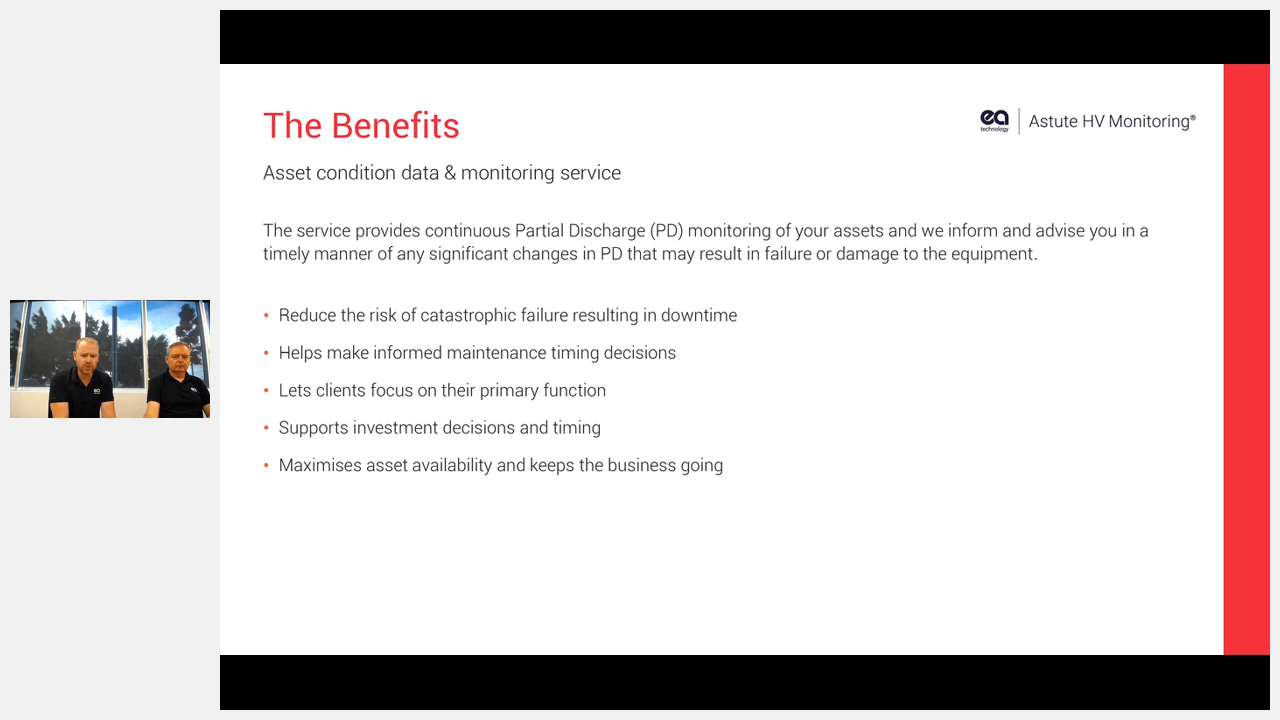 The Benefits
ea technology
Astute HV Monitoring®
Asset condition data & monitoring service
The service provides continuous Partial Discharge (PD) monitoring of your assets and we inform and advise you in a
timely manner of any significant changes in PD that may result in failure or damage to the equipment.
• Reduce the risk of catastrophic failure resulting in downtime
• Helps make informed maintenance timing decisions
• Lets clients focus on their primary function
• Supports investment decisions and timing
• Maximises asset availability and keeps the business going